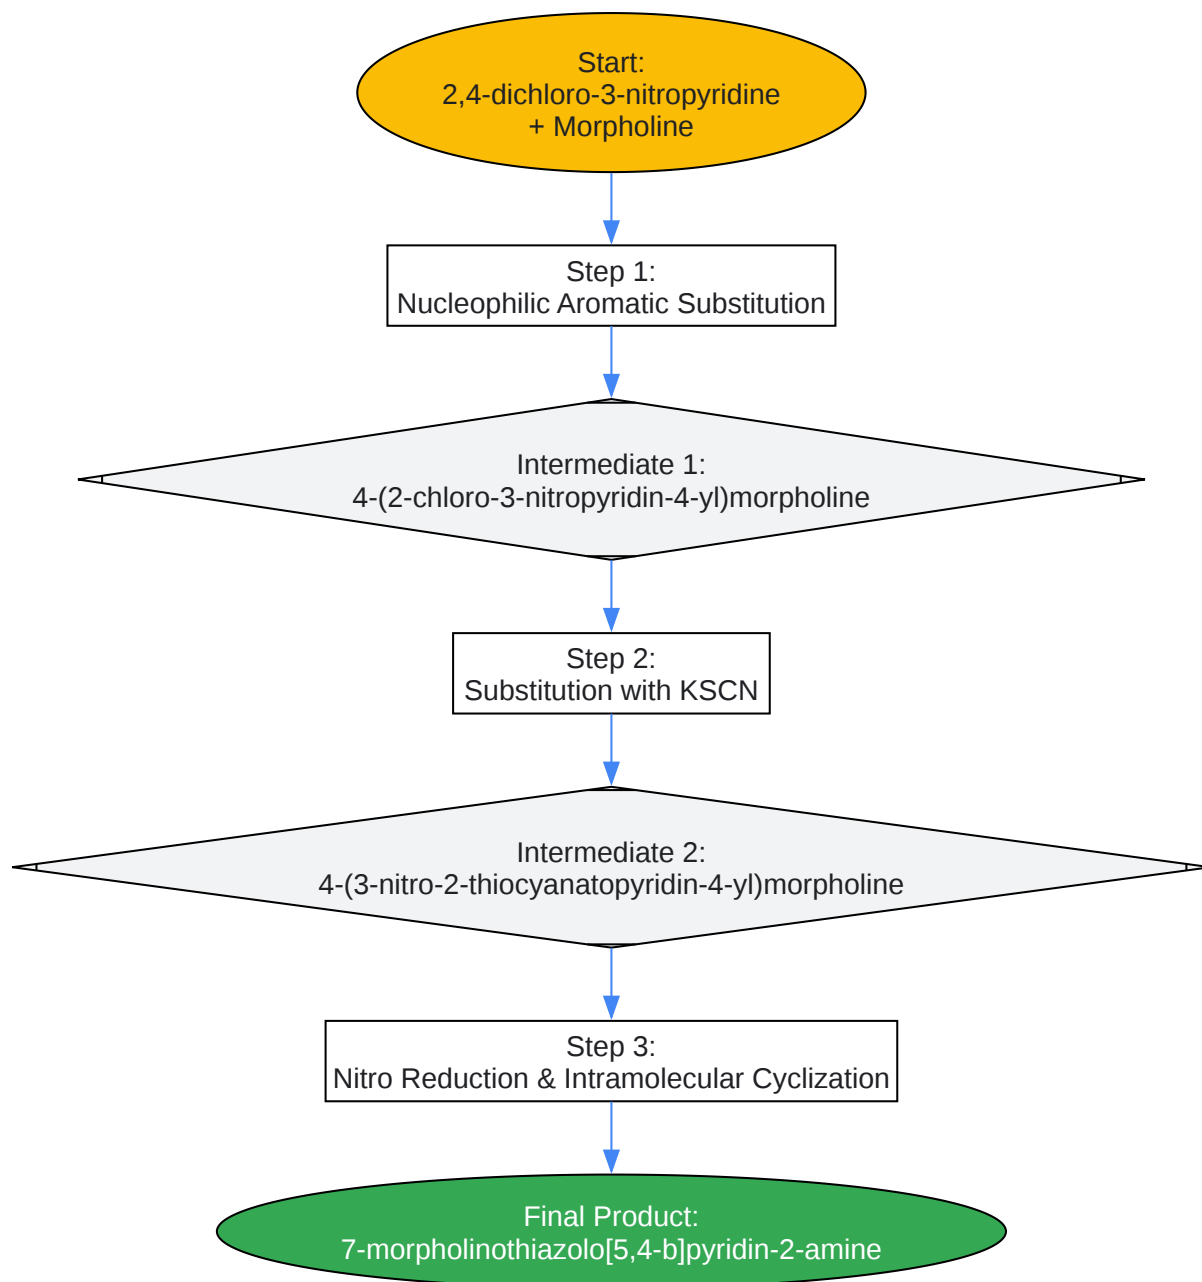 Start:
2,4-dichloro-3-nitropyridine
+ Morpholine
Step 1:
Nucleophilic Aromatic Substitution
Intermediate 1:
4-(2-chloro-3-nitropyridin-4-yl)morpholine
Step 2:
Substitution with KSCN
Intermediate 2:
4-(3-nitro-2-thiocyanatopyridin-4-yl)morpholine
Step 3:
Nitro Reduction & Intramolecular Cyclization
Final Product:
7-morpholinothiazolo[5,4-b]pyridin-2-amine